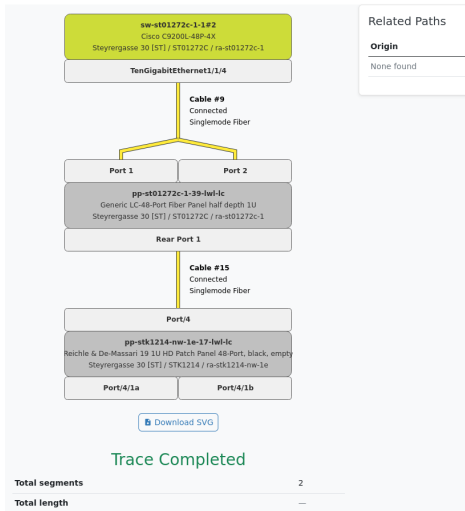 sw-st01272c-1-1#2
Cisco C9200L-48P-4X
Steyrergasse 30 [ST] / ST01272C / ra-st01272c-1
TenGigabitEthernet1/1/4
Cable #9
Connected
Singlemode Fiber
Port 1
Port 2
pp-st01272c-1-39-lwl-lc
Generic LC-48-Port Fiber Panel half depth 1U
Steyrergasse 30 [ST] / ST01272C / ra-st01272c-1
Rear Port 1
Cable #15
Connected
Singlemode Fiber
Port/4
pp-stk1214-nw-1e-17-lwl-lc
Reichle & De-Massari 19 1U HD Patch Panel 48-Port, black, empty
Steyrergasse 30 [ST] / STK1214 / ra-stk1214-nw-1e
Port/4/1a
Port/4/1b
Download SVG
Trace Completed
Total segments 2
Total length —
Related Paths
Origin
None found